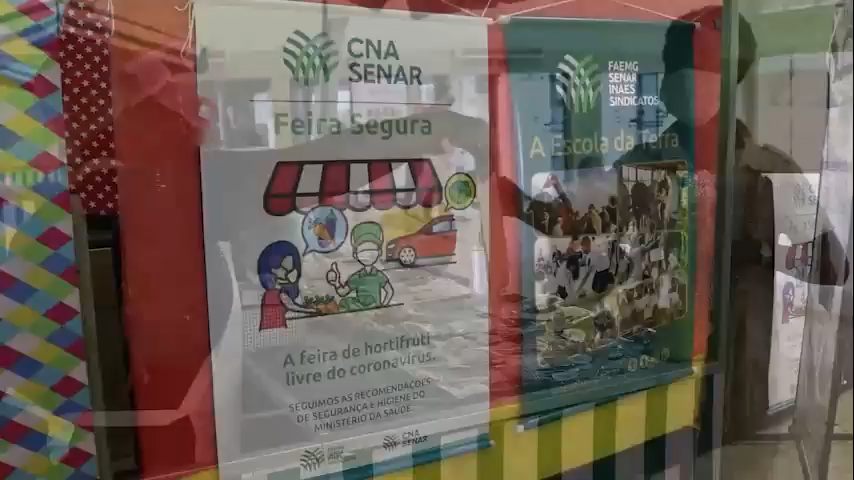 CNA
SENAR
Feira Segura
A feira de hortifruti
livre do coronavírus.
SEGUIMOS AS RECOMENDAÇÕES
DE SEGURANÇA E HIGIENE DO
MINISTÉRIO DA SAÚDE
CNA
SENAR
FAEMG
SENAR
INAES
SINDICATOS
A Escola da Terra